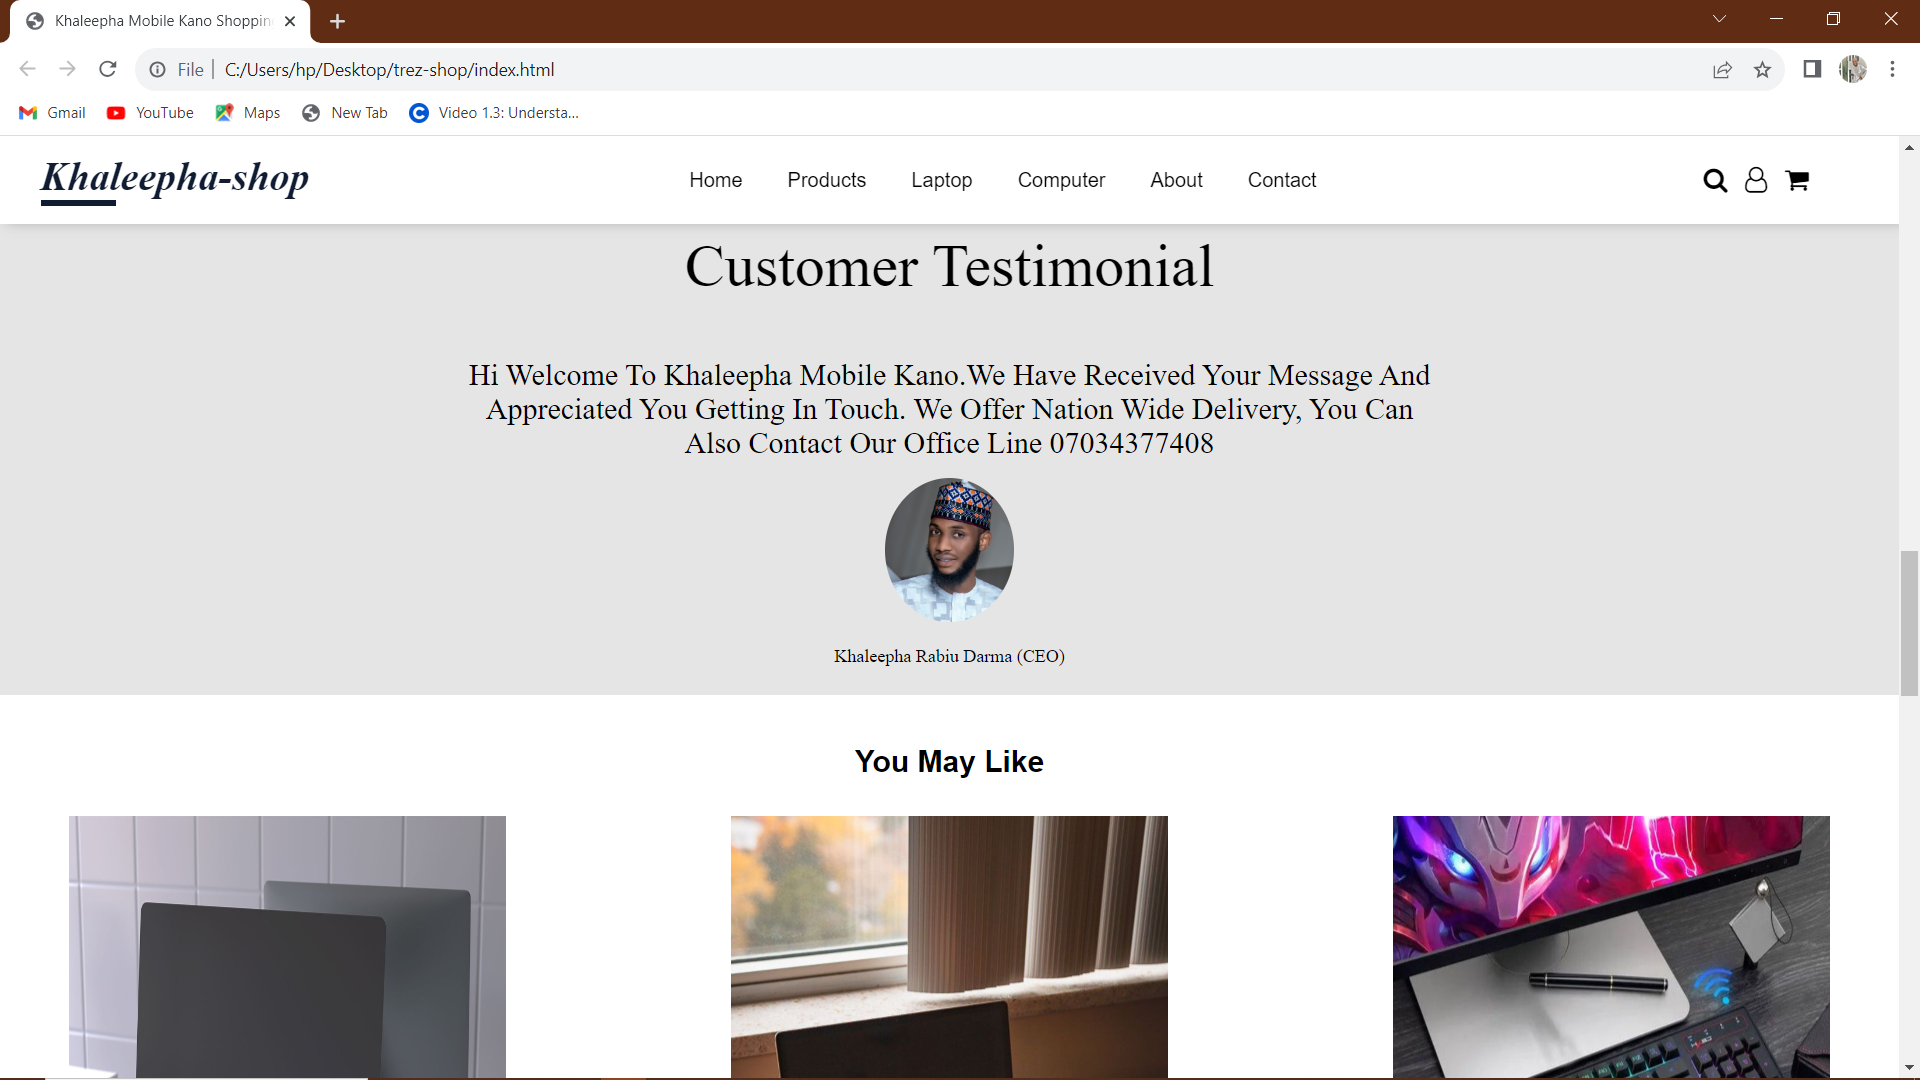 Khaleepha Mobile Kano Shoppin
File
C:/Users/hp/Desktop/trez-shop/index.html
Gmail
YouTube
Maps
New Tab
Video 1.3: Understa...
Khaleepha-shop
Home
Products
Laptop
Computer
About
Contact
Customer Testimonial
Hi Welcome To Khaleepha Mobile Kano.We Have Received Your Message And
Appreciated You Getting In Touch. We Offer Nation Wide Delivery, You Can
Also Contact Our Office Line 07034377408
Khaleepha Rabiu Darma (CEO)
You May Like